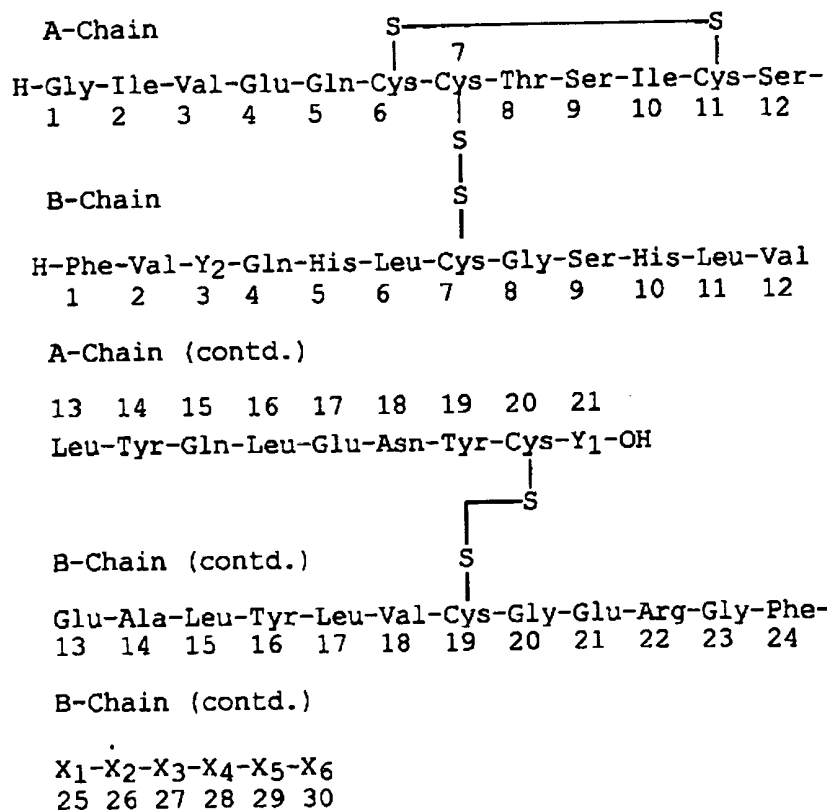 A-Chain
S S
7
H-Gly-Ile-Val-Glu-Gln-Cys-Cys-Thr-Ser-Ile-Cys-Ser-
1 2 3 4 5 6 8 9 10 11 12
S
S
B-Chain
H-Phe-Val-Y2-Gln-His-Leu-Cys-Gly-Ser-His-Leu-Val
1 2 3 4 5 6 7 8 9 10 11 12
A-Chain (contd.)
13 14 15 16 17 18 19 20 21
Leu-Tyr-Gln-Leu-Glu-Asn-Tyr-Cys-Y1-OH
S
S
B-Chain (contd.)
Glu-Ala-Leu-Tyr-Leu-Val-Cys-Gly-Glu-Arg-Gly-Phe-
13 14 15 16 17 18 19 20 21 22 23 24
B-Chain (contd.)
X1-X2-X3-X4-X5-X6
25 26 27 28 29 30